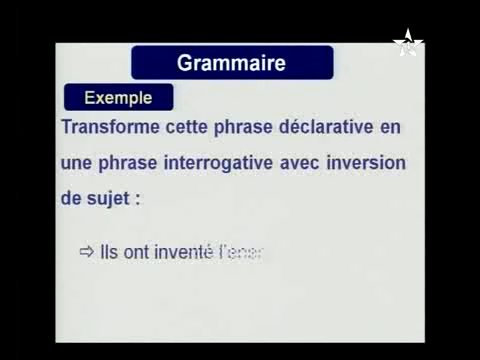 Grammaire
Exemple
Transforme cette phrase déclarative en
une phrase interrogative avec inversion
de sujet :
⇨ Ils ont inventé